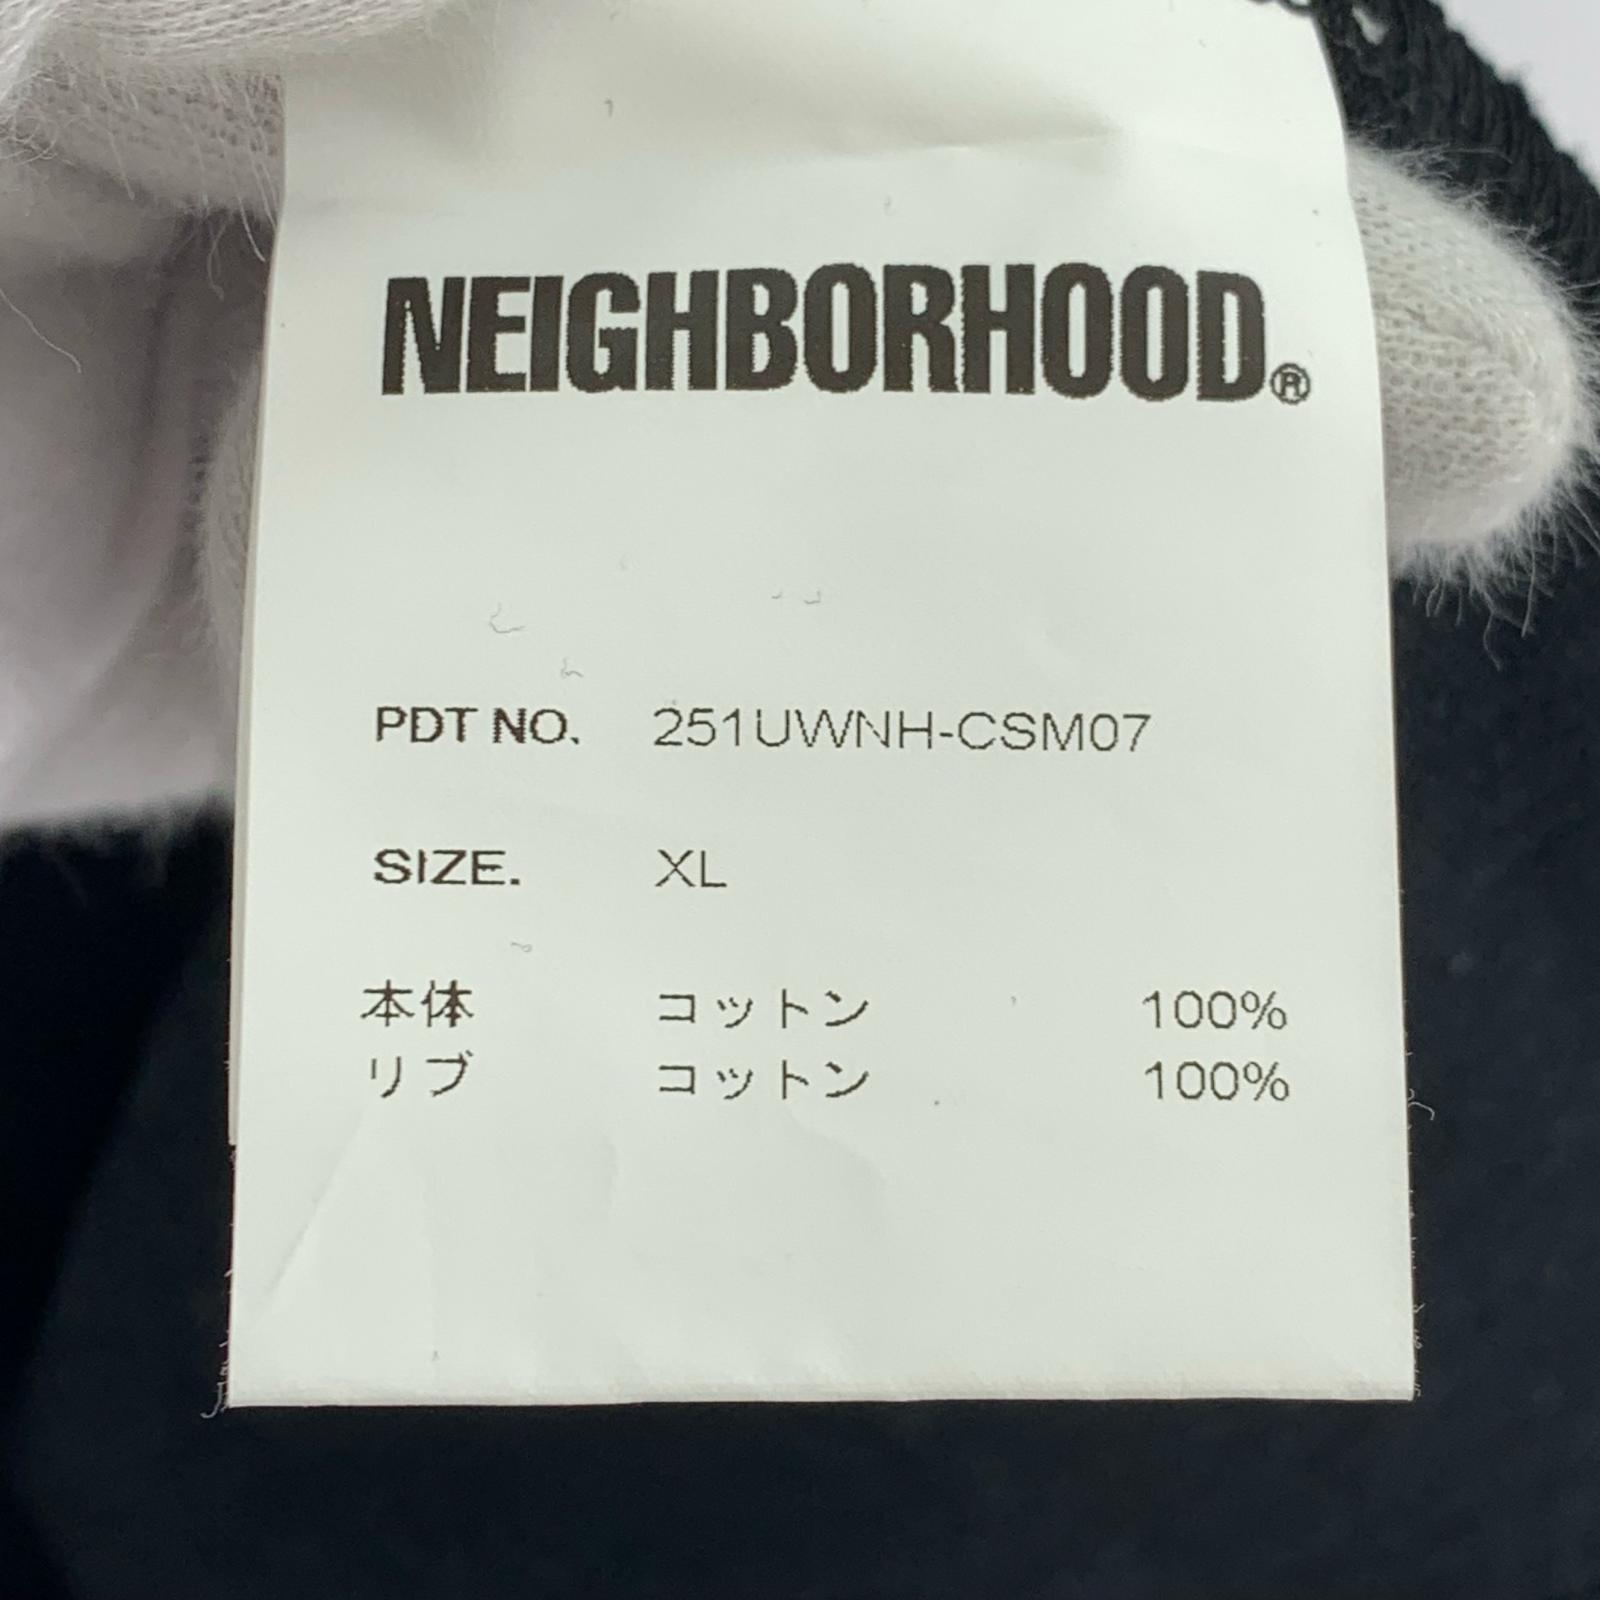 NEIGHBORHOOD®
PDT NO. 251UWNH-CSM07
SIZE. XL
本体 コットン 100%
リブ コットン 100%